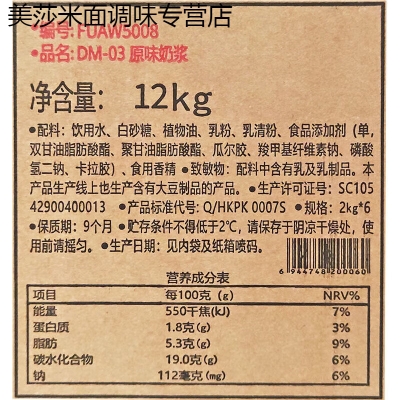 美莎米面调味专营店
•编号: FUAW5008
•品名: DM-03 原味奶浆
净含量: 12kg
•配料: 饮用水、白砂糖、植物油、乳粉、乳清粉、食品添加剂 (单,
双甘油脂肪酸酯、聚甘油脂肪酸酯、瓜尔胶、羧甲基纤维素钠、磷酸
氢二钠、卡拉胶)、食用香精 •致敏物: 配料中含有乳及乳制品。本
产品生产线上也生产含有大豆制品的产品。 •生产许可证号: SC105
42900400013 •产品标准代号: Q/HKPK 0007S •规格: 2kg*6
•保质期: 9个月 •贮存条件不得低于2℃, 请保存于阴凉干燥处, 使
用前请摇匀。 •生产日期: 见内袋及纸箱喷码。
6 944748 200060
营养成分表
项目 每100克 (g) NRV%
能量 550千焦(kJ) 7%
蛋白质 1.8克(g) 3%
脂肪 5.3克(g) 9%
碳水化合物 19.0克(g) 6%
钠 112毫克(mg) 6%